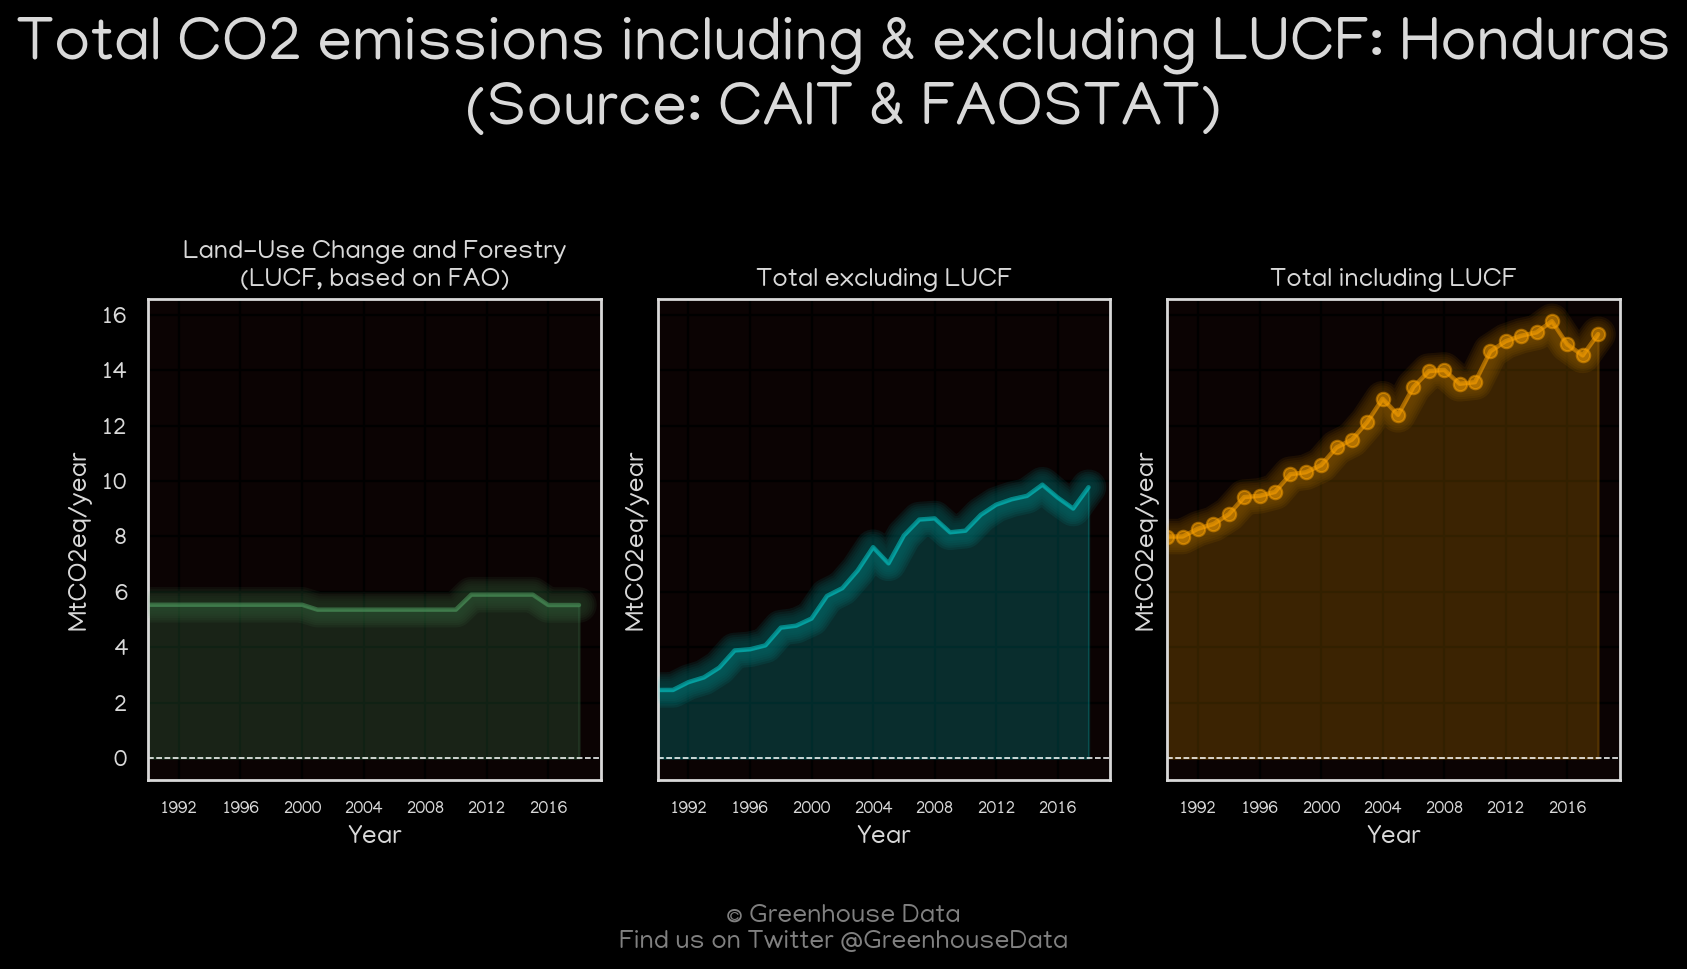 Total CO2 emissions including & excluding LUCF: Honduras
(Source: CAIT & FAOSTAT)
Land-Use Change and Forestry
(LUCF, based on FAO)
MtCO2eq/year
16
14
12
10
8
6
4
2
0
1992 1996 2000 2004 2008 2012 2016
Year
Total excluding LUCF
MtCO2eq/year
1992 1996 2000 2004 2008 2012 2016
Year
Total including LUCF
MtCO2eq/year
1992 1996 2000 2004 2008 2012 2016
Year
© Greenhouse Data
Find us on Twitter @GreenhouseData